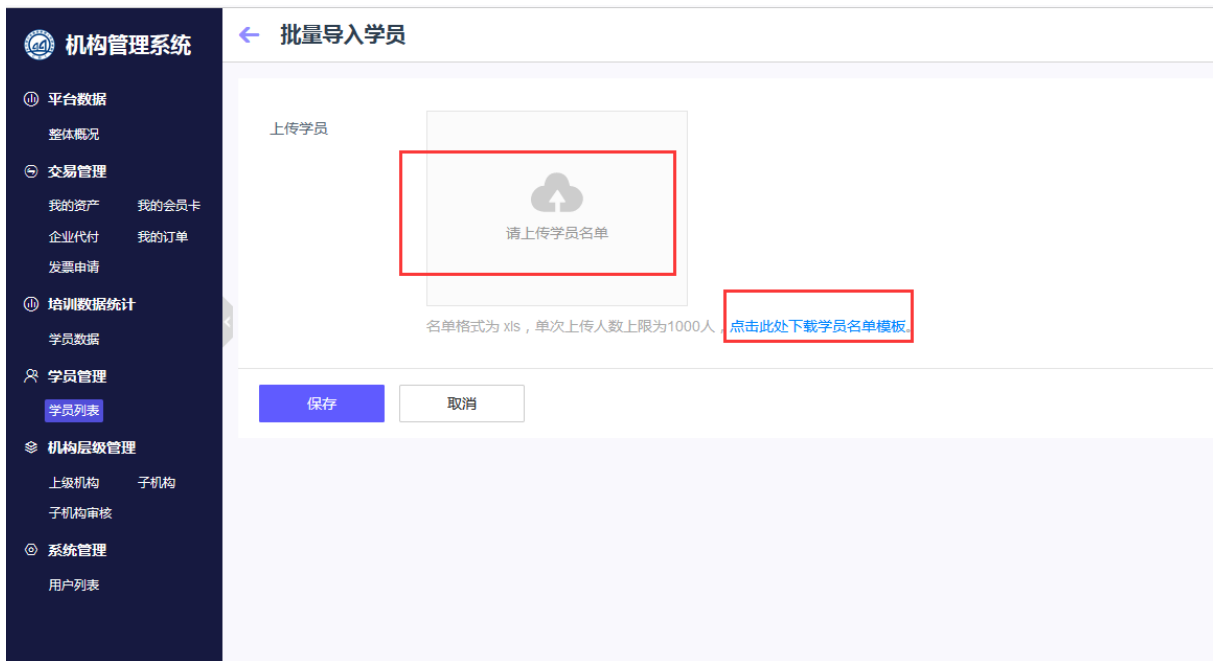 机构管理系统
批量导入学员
平台数据
整体概况
交易管理
我的资产 我的会员卡
企业代付 我的订单
发票申请
培训数据统计
学员数据
学员管理
学员列表
机构层级管理
上级机构 子机构
子机构审核
系统管理
用户列表
上传学员
请上传学员名单
名单格式为 xls，单次上传人数上限为1000人，点击此处下载学员名单模板。
保存 取消